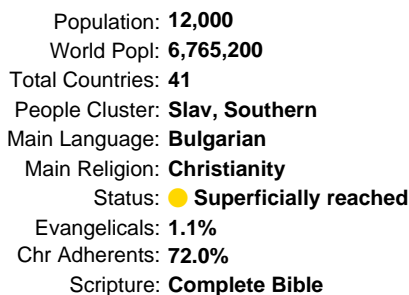 Population: 12,000
World Popl: 6,765,200
Total Countries: 41
People Cluster: Slav, Southern
Main Language: Bulgarian
Main Religion: Christianity
Status: Superficially reached
Evangelicals: 1.1%
Chr Adherents: 72.0%
Scripture: Complete Bible